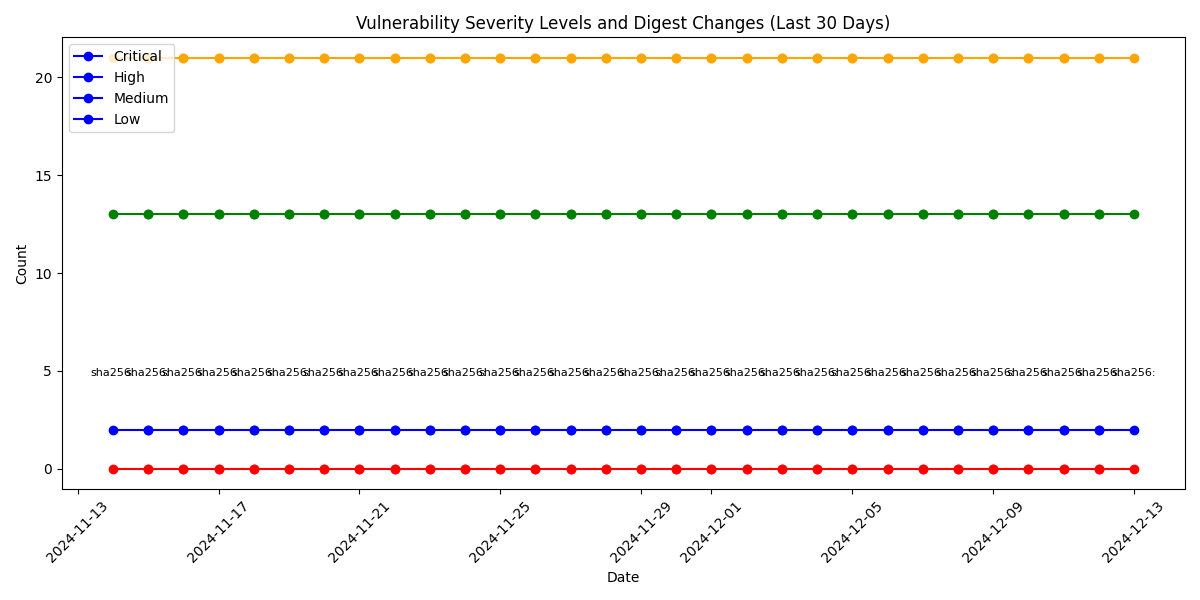 Vulnerability Severity Levels and Digest Changes (Last 30 Days)
Critical
High
Medium
Low
20
15
10
5
0
Count
sha256 sha256 sha256 sha256 sha256 sha256 sha256 sha256 sha256 sha256 sha256 sha256 sha256 sha256 sha256 sha256 sha256 sha256 sha256 sha256 sha256 sha256 sha256 sha256 sha256 sha256 sha256 sha256 sha256 sha256:
2024-11-13 2024-11-17 2024-11-21 2024-11-25 2024-11-29 2024-12-01 2024-12-05 2024-12-09 2024-12-13
Date